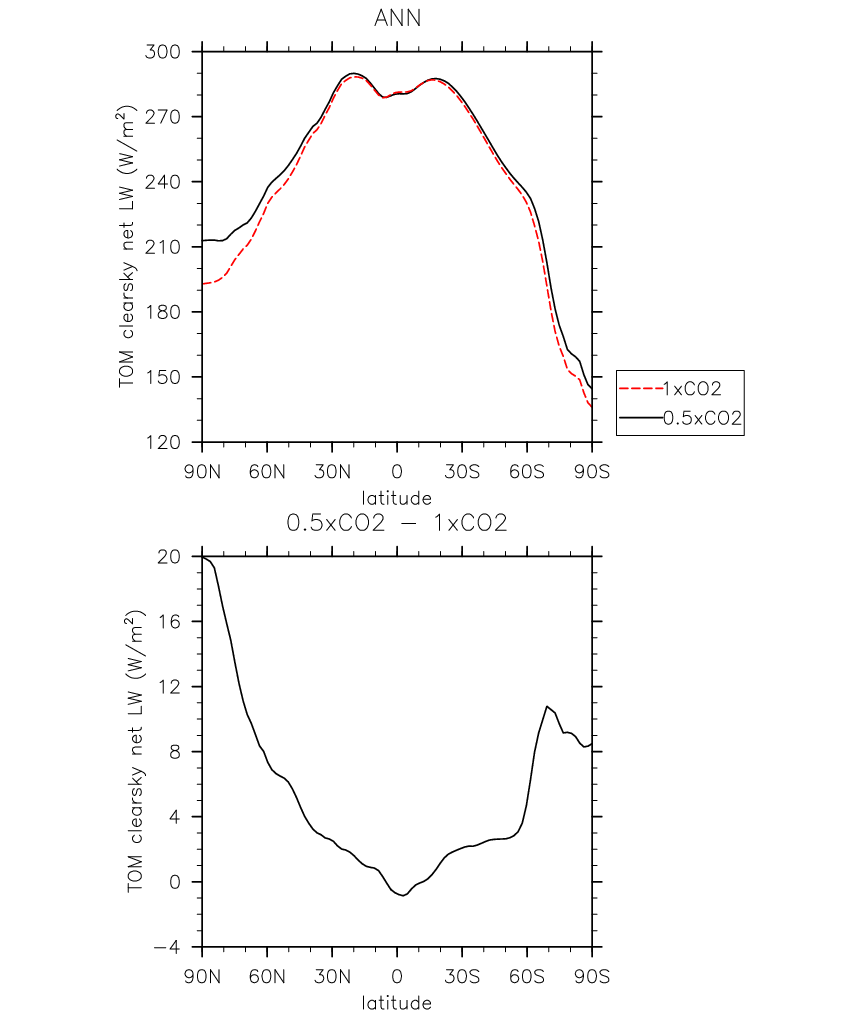 ANN
TOM clearsky net LW (W/m²)
300
270
240
210
180
150
120
90N 60N 30N 0 30S 60S 90S
latitude
1xCO2
0.5xCO2
0.5xCO2 − 1xCO2
TOM clearsky net LW (W/m²)
20
16
12
8
4
0
−4
90N 60N 30N 0 30S 60S 90S
latitude